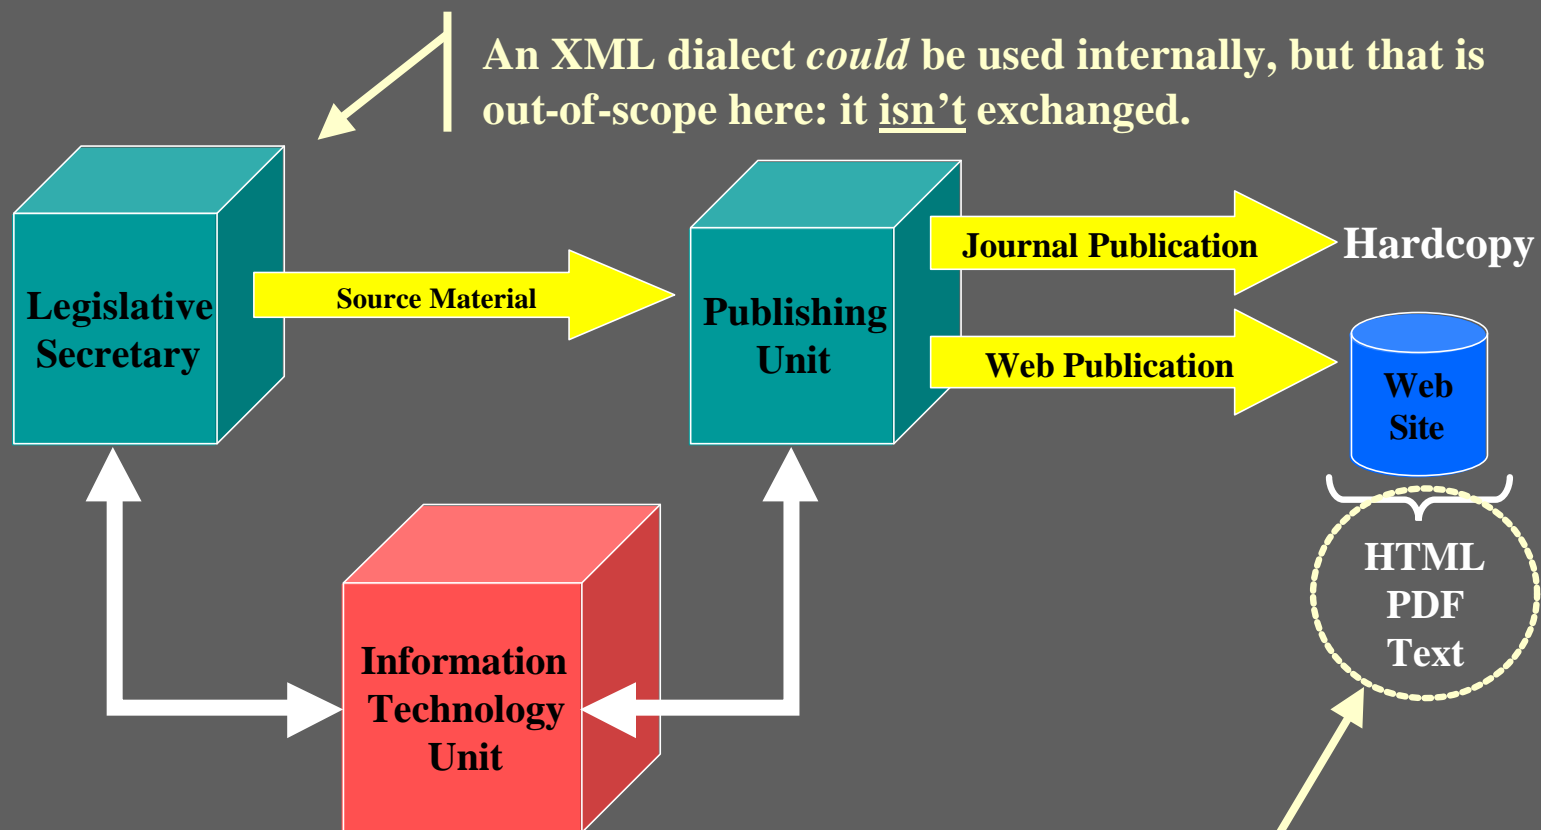 An XML dialect could be used internally, but that is
out-of-scope here: it isn’t exchanged.
Legislative
Secretary
Source Material
Publishing
Unit
Journal Publication
Hardcopy
Web Publication
Web
Site
HTML
PDF
Text
Information
Technology
Unit